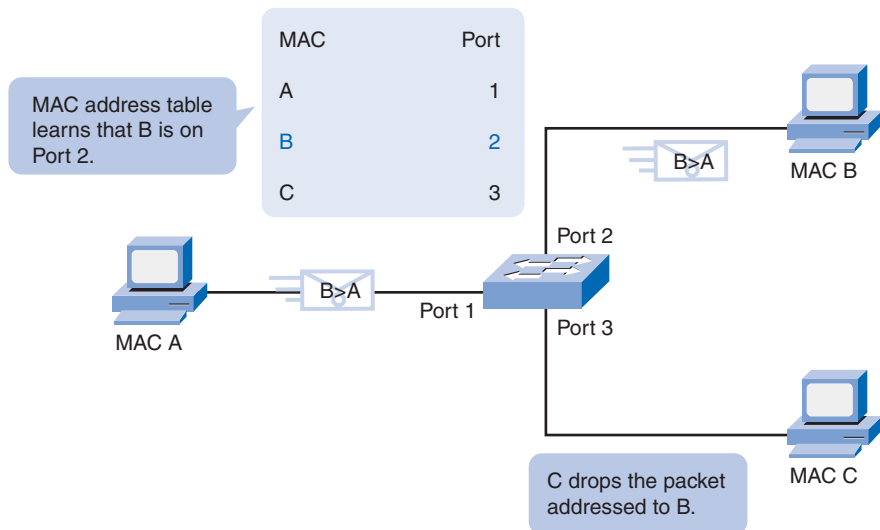 MAC Port
A 1
B 2
C 3
MAC address table
learns that B is on
Port 2.
B>A
MAC B
Port 2
B>A
Port 1
Port 3
MAC A
MAC C
C drops the packet
addressed to B.